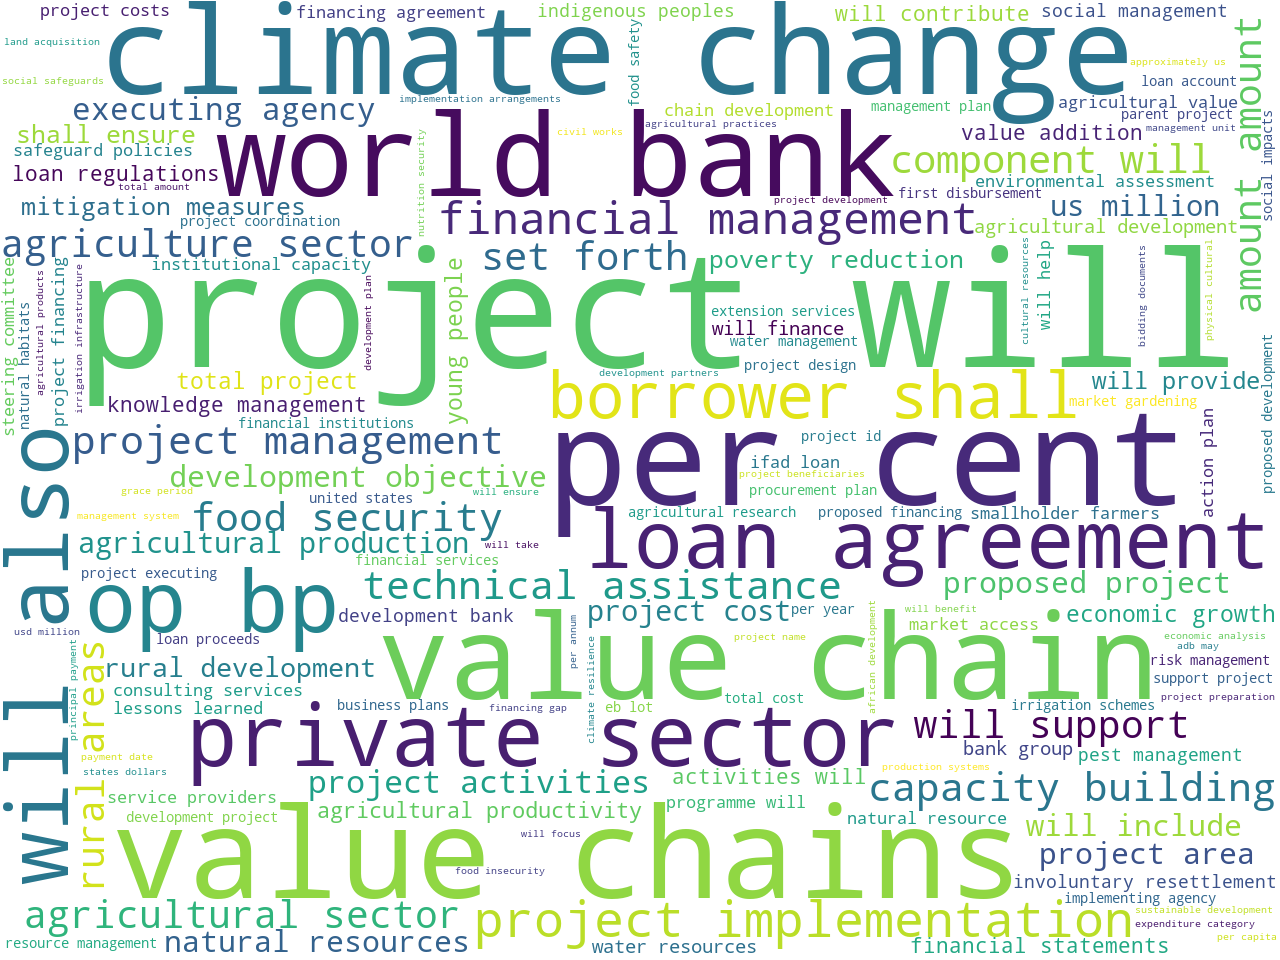 project costs
financing agreement
indigenous peoples
will contribute
social management
land acquisition
climate change
food safety
amount amount
social safeguards
approximately us
loan account
executing agency
implementation arrangements
chain development
management plan
agricultural value
parent project
shall ensure
world bank
civil works
agricultural practices
value addition
management unit
social impacts
safeguard policies
nutrition security
component will
loan regulations
total amount
environmental assessment
mitigation measures
project development
first disbursement
us million
project coordination
financial management
agricultural development
agriculture sector
set forth
poverty reduction
cultural resources
will help
bidding documents
physical cultural
steering committee
natural habitats
agricultural products
project financing
irrigation infrastructure
institutional capacity
development plan
young people
project will
extension services
will finance
water management
project design
proposed development
total project
development partners
borrower shall
will provide
knowledge management
market gardening
financial institutions
per cent
project id
action plan
will also
project management
ifad loan
development objective
project beneficiaries
grace period
united states
will ensure
procurement plan
management system
food security
agricultural research
proposed financing
smallholder farmers
agricultural production
will take
loan agreement
financial services
project executing
op bp
technical assistance
proposed project
development bank
project cost
per year
african development
will benefit
market access
economic growth
usd million
loan proceeds
per annum
value chain
project name
economic analysis
adb may
principal payment
rural areas
rural development
climate resilience
risk management
consulting services
support project
total cost
project preparation
lessons learned
business plans
financing gap
eb lot
irrigation schemes
private sector
will support
bank group
pest management
payment date
states dollars
project activities
activities will
production systems
capacity building
service providers
agricultural productivity
programme will
development project
natural resource
will include
value chains
will focus
project area
food insecurity
involuntary resettlement
implementing agency
agricultural sector
project implementation
sustainable development
expenditure category
resource management
natural resources
water resources
financial statements
per capita